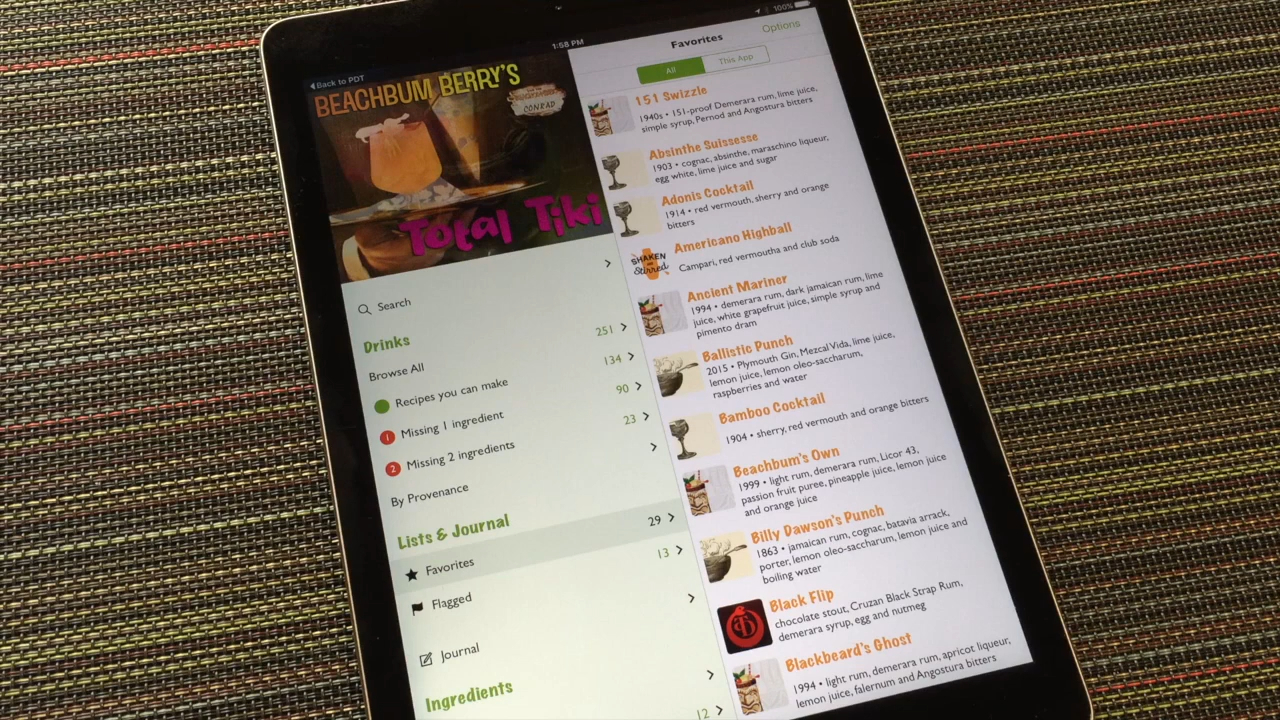 1:58 PM
100%
Back to PDT
BEACHBUM BERRY'S
CONRAD
Total Tiki
Search
Drinks
Browse All 251
Recipes you can make 134
1 Missing 1 ingredient 90
2 Missing 2 ingredients 23
By Provenance
Lists & Journal
Favorites 29
Flagged 13
Journal
Ingredients
12
Favorites
Options
All
This App
151 Swizzle
1940s • 151-proof Demerara rum, lime juice,
simple syrup, Pernod and Angostura bitters
Absinthe Suissesse
1903 • cognac, absinthe, maraschino liqueur,
egg white, lime juice and sugar
Adonis Cocktail
1914 • red vermouth, sherry and orange
bitters
SHAKEN
AND
Stirred
Americano Highball
Campari, red vermoutha and club soda
Ancient Mariner
1994 • demerara rum, dark jamaican rum, lime
juice, white grapefruit juice, simple syrup and
pimento dram
Ballistic Punch
2015 • Plymouth Gin, Mezcal Vida, lime juice,
lemon juice, lemon oleo-saccharum,
raspberries and water
Bamboo Cocktail
1904 • sherry, red vermouth and orange bitters
Beachbum's Own
1999 • light rum, demerara rum, Licor 43,
passion fruit puree, pineapple juice, lemon juice
and orange juice
Billy Dawson's Punch
1863 • jamaican rum, cognac, batavia arrack,
porter, lemon oleo-saccharum, lemon juice and
boiling water
Black Flip
chocolate stout, Cruzan Black Strap Rum,
demerara syrup, egg and nutmeg
Blackbeard's Ghost
1994 • light rum, demerara rum, apricot liqueur,
lemon juice, falernum and Angostura bitters